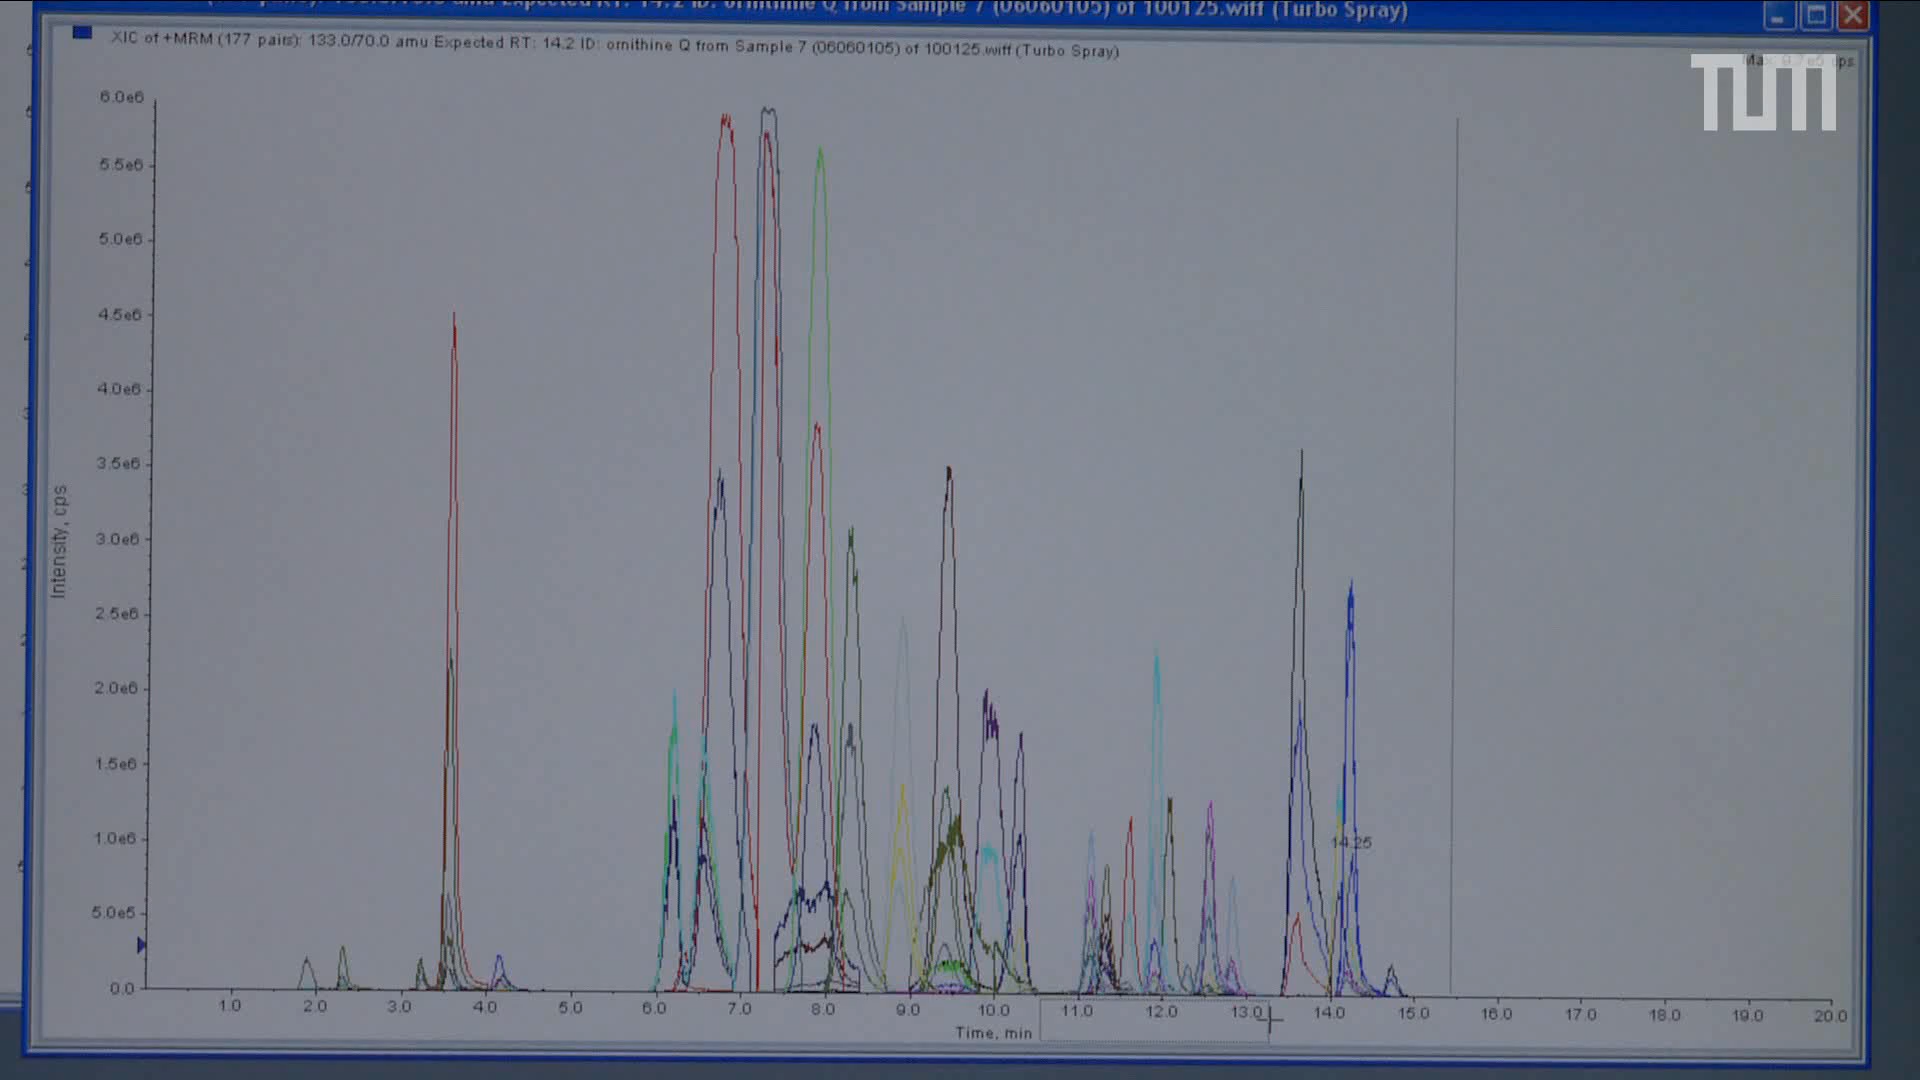 Sample 7 (06060105) of 100125.wiff (Turbo Spray)
XIC of +MRM (177 pairs): 133.0/70.0 amu Expected RT: 14.2 ID: ornithine Q from Sample 7 (06060105) of 100125.wiff (Turbo Spray)
TUM
6.0e6
5.5e6
5.0e6
4.5e6
4.0e6
3.5e6
3.0e6
2.5e6
2.0e6
1.5e6
1.0e6
5.0e5
0.0
Intensity, cps
14.25
1.0 2.0 3.0 4.0 5.0 6.0 7.0 8.0 9.0 10.0 11.0 12.0 13.0 14.0 15.0 16.0 17.0 18.0 19.0 20.0
Time, min